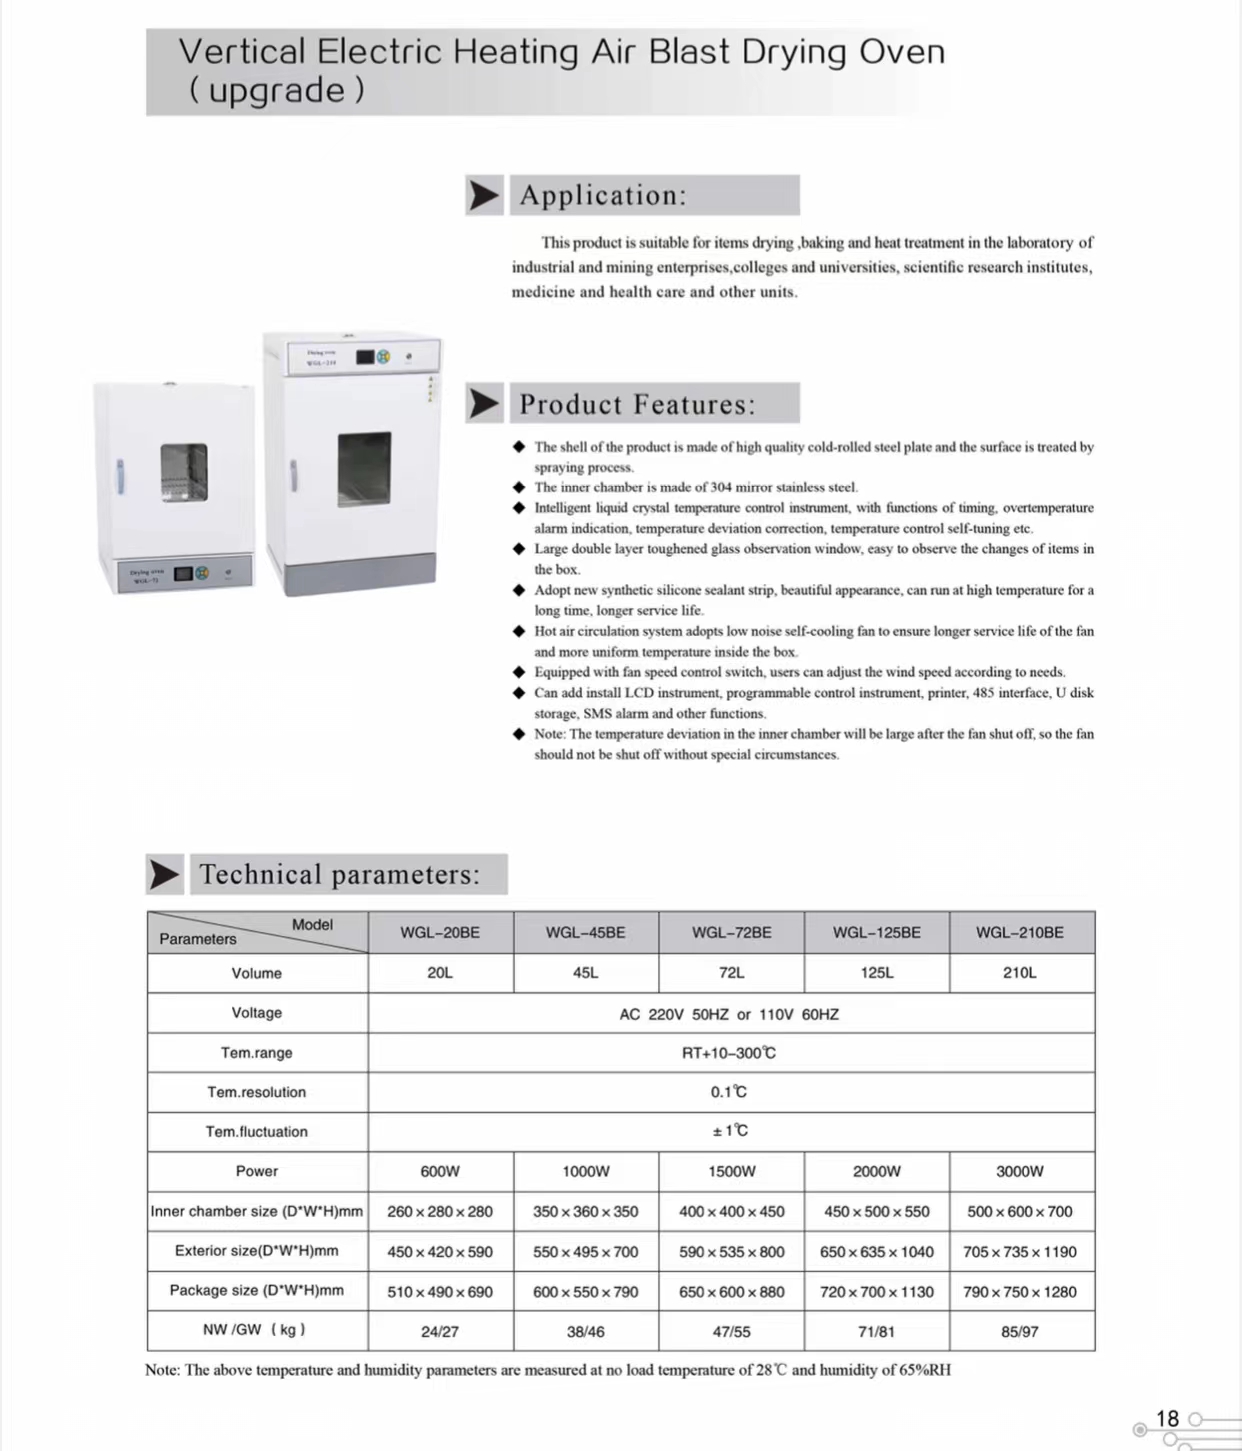 Vertical Electric Heating Air Blast Drying Oven
( upgrade )
Application:
This product is suitable for items drying ,baking and heat treatment in the laboratory of
industrial and mining enterprises,colleges and universities, scientific research institutes,
medicine and health care and other units.
Drying oven
WGL-210
Drying oven
WGL-72
Product Features:
◆ The shell of the product is made of high quality cold-rolled steel plate and the surface is treated by
spraying process.
◆ The inner chamber is made of 304 mirror stainless steel.
◆ Intelligent liquid crystal temperature control instrument, with functions of timing, overtemperature
alarm indication, temperature deviation correction, temperature control self-tuning etc.
◆ Large double layer toughened glass observation window, easy to observe the changes of items in
the box.
◆ Adopt new synthetic silicone sealant strip, beautiful appearance, can run at high temperature for a
long time, longer service life.
◆ Hot air circulation system adopts low noise self-cooling fan to ensure longer service life of the fan
and more uniform temperature inside the box.
◆ Equipped with fan speed control switch, users can adjust the wind speed according to needs.
◆ Can add install LCD instrument, programmable control instrument, printer, 485 interface, U disk
storage, SMS alarm and other functions.
◆ Note: The temperature deviation in the inner chamber will be large after the fan shut off, so the fan
should not be shut off without special circumstances.
Technical parameters:
Parameters Model WGL-20BE WGL-45BE WGL-72BE WGL-125BE WGL-210BE
Volume 20L 45L 72L 125L 210L
Voltage AC 220V 50HZ or 110V 60HZ
Tem.range RT+10-300℃
Tem.resolution 0.1℃
Tem.fluctuation ±1℃
Power 600W 1000W 1500W 2000W 3000W
Inner chamber size (D*W*H)mm 260×280×280 350×360×350 400×400×450 450×500×550 500×600×700
Exterior size(D*W*H)mm 450×420×590 550×495×700 590×535×800 650×635×1040 705×735×1190
Package size (D*W*H)mm 510×490×690 600×550×790 650×600×880 720×700×1130 790×750×1280
NW /GW ( kg ) 24/27 38/46 47/55 71/81 85/97
Note: The above temperature and humidity parameters are measured at no load temperature of 28℃ and humidity of 65%RH
18